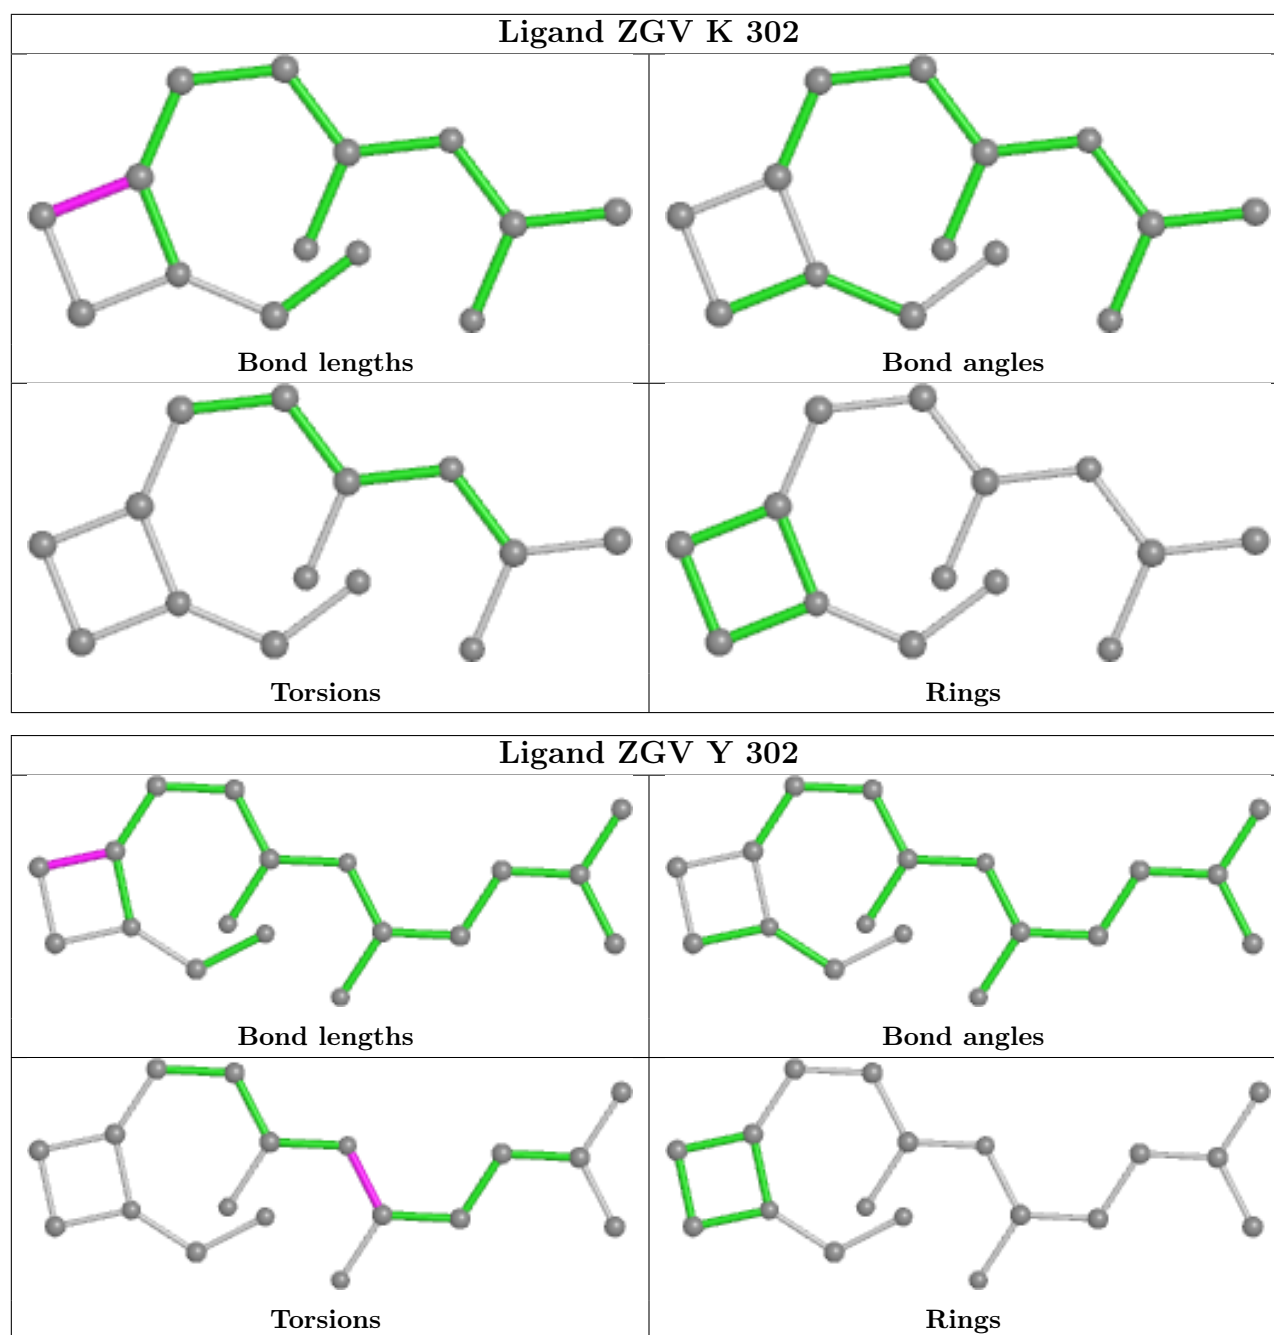 Ligand ZGV K 302
Bond lengths
Bond angles
Torsions
Rings
Ligand ZGV Y 302
Bond lengths
Bond angles
Torsions
Rings